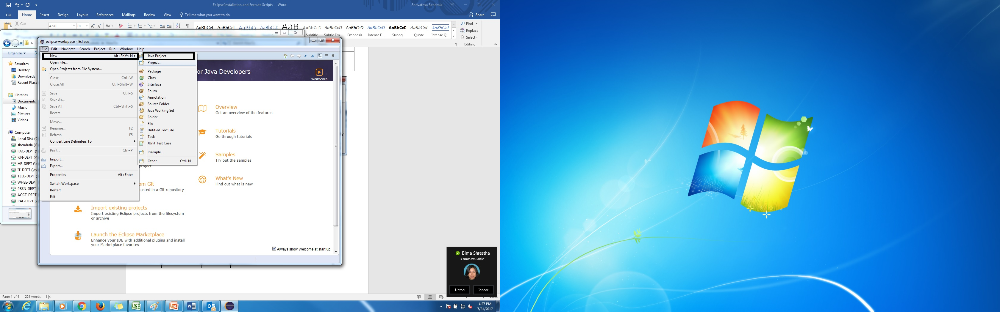 Eclipse Installation and Execute Scripts - Word
Shrivathsa Bendrala
File Home Insert Design Layout References Mailings Review View Tell me what you want to do
Share
Cut
Arial 10
AaBbCcI AaBbCcI AaBbC AaBbCcE AaB AaBbCcD AaBbCcD AaBbCcD AaBbCcD AaBbCcD AaBbCcI AaBbCcI
Subtitle Subtle Em... Emphasis Intense E... Strong Quote Intense Q...
Find
Replace
Select
Editing
Organize
Favorites
Desktop
Downloads
Recent Place
Libraries
Documents
Music
Pictures
Videos
Computer
Local Disk (C
sbendrala (\
FAC-DEPT (\
FIN-DEPT (\
HR-DEPT (\\
IT-DEPT (\\w
TELE-DEPT (
WHSE-DEPT
PRSN-DEPT
ACCT-DEPT
RAL-DEPT (\
eclipse-workspace - Eclipse
File Edit Navigate Search Project Run Window Help
New Alt+Shift+N
Open File...
Open Projects from File System...
Close Ctrl+W
Close All Ctrl+Shift+W
Save Ctrl+S
Save As...
Save All Ctrl+Shift+S
Revert
Move...
Rename... F2
Refresh F5
Convert Line Delimiters To
Print... Ctrl+P
Import...
Export...
Properties Alt+Enter
Switch Workspace
Restart
Exit
Java Project
Project...
Package
Class
Interface
Enum
Annotation
Source Folder
Java Working Set
Folder
File
Untitled Text File
Task
JUnit Test Case
Example...
Other... Ctrl+N
or Java Developers
Workbench
Overview
Get an overview of the features
Tutorials
Go through tutorials
Samples
Try out the samples
What's New
Find out what is new
project
om Git
hosted in a Git repository
Import existing projects
Import existing Eclipse projects from the filesystem
or archive
Launch the Eclipse Marketplace
Enhance your IDE with additional plugins and install
your Marketplace favorites
Always show Welcome at start up
Bima Shrestha
is now available
Untag Ignore
Page 4 of 4 224 words
4:27 PM
7/31/2017